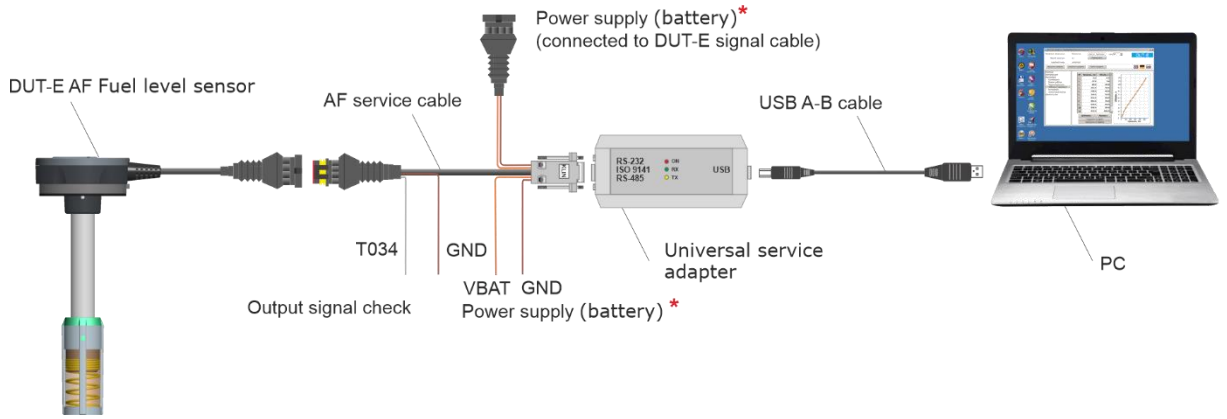 Power supply (battery)*
(connected to DUT-E signal cable)
DUT-E AF Fuel level sensor
AF service cable
USB A-B cable
RS-232
ISO 9141
RS-485
ON
RX
TX
USB
KLIN
T034
GND
Universal service
adapter
PC
VBAT GND
Output signal check
Power supply (battery) *
DUT-E